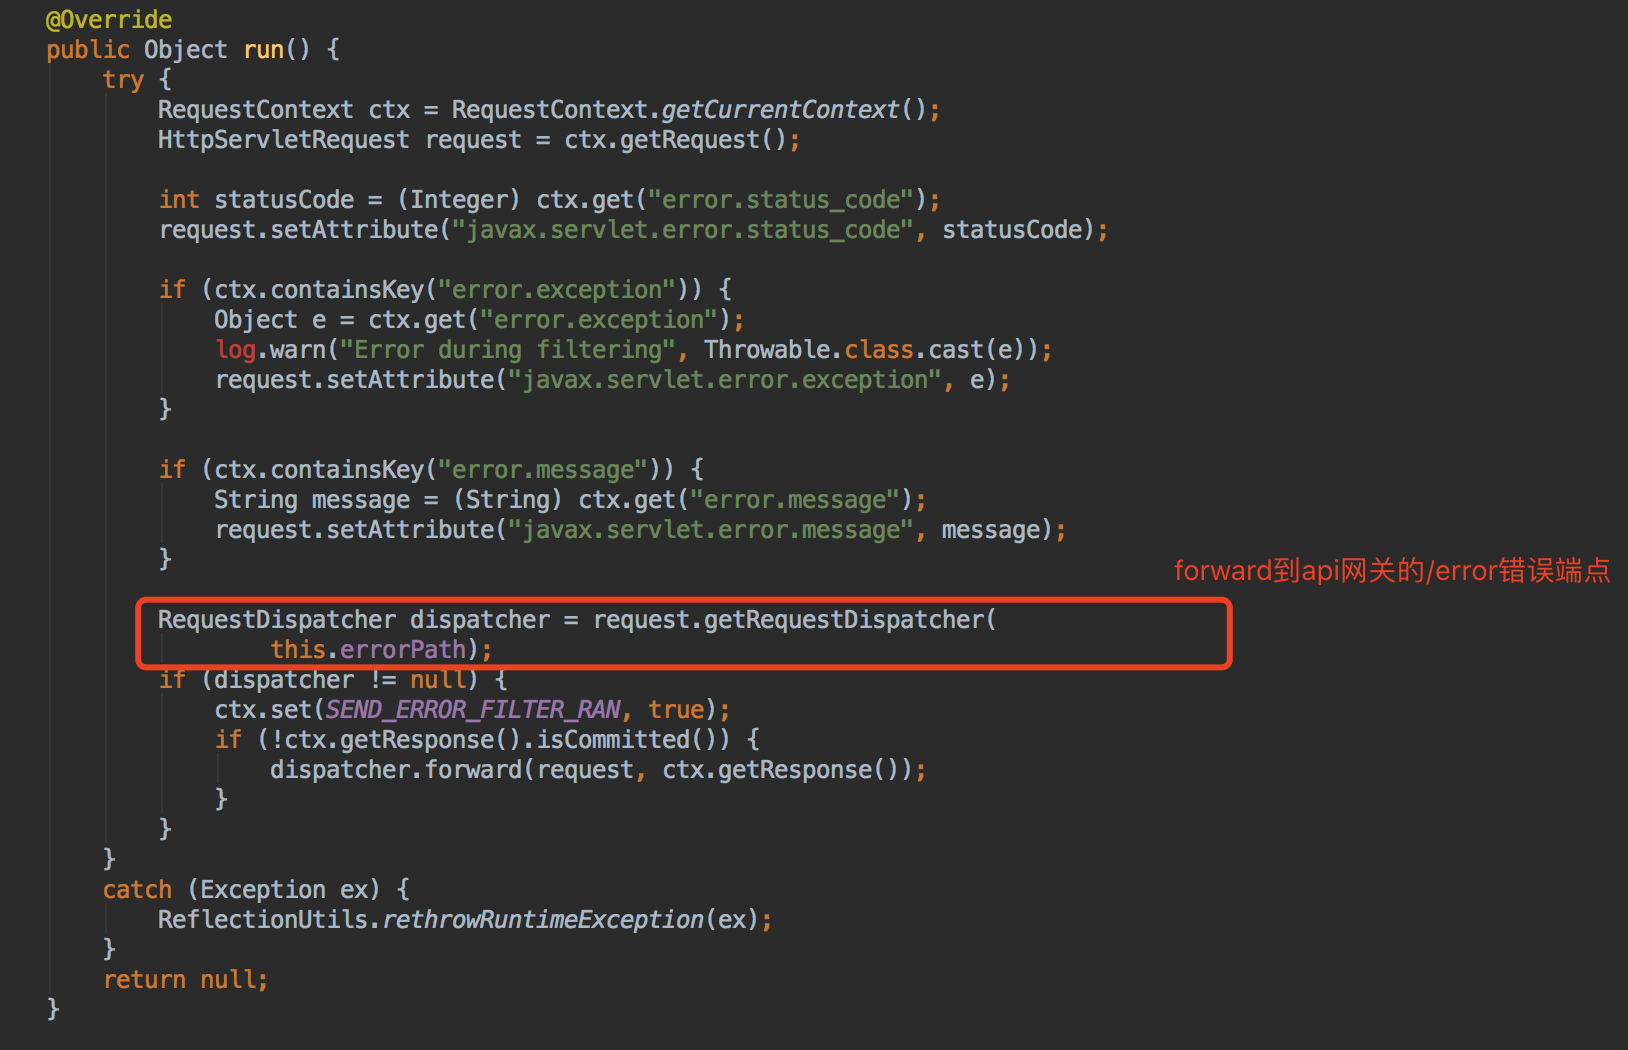 @Override
public Object run() {
    try {
        RequestContext ctx = RequestContext.getCurrentContext();
        HttpServletRequest request = ctx.getRequest();

        int statusCode = (Integer) ctx.get("error.status_code");
        request.setAttribute("javax.servlet.error.status_code", statusCode);

        if (ctx.containsKey("error.exception")) {
            Object e = ctx.get("error.exception");
            log.warn("Error during filtering", Throwable.class.cast(e));
            request.setAttribute("javax.servlet.error.exception", e);
        }

        if (ctx.containsKey("error.message")) {
            String message = (String) ctx.get("error.message");
            request.setAttribute("javax.servlet.error.message", message);
        }
forward到api网关的/error错误端点
        RequestDispatcher dispatcher = request.getRequestDispatcher(
                this.errorPath);
        if (dispatcher != null) {
            ctx.set(SEND_ERROR_FILTER_RAN, true);
            if (!ctx.getResponse().isCommitted()) {
                dispatcher.forward(request, ctx.getResponse());
            }
        }
    }
    catch (Exception ex) {
        ReflectionUtils.rethrowRuntimeException(ex);
    }
    return null;
}